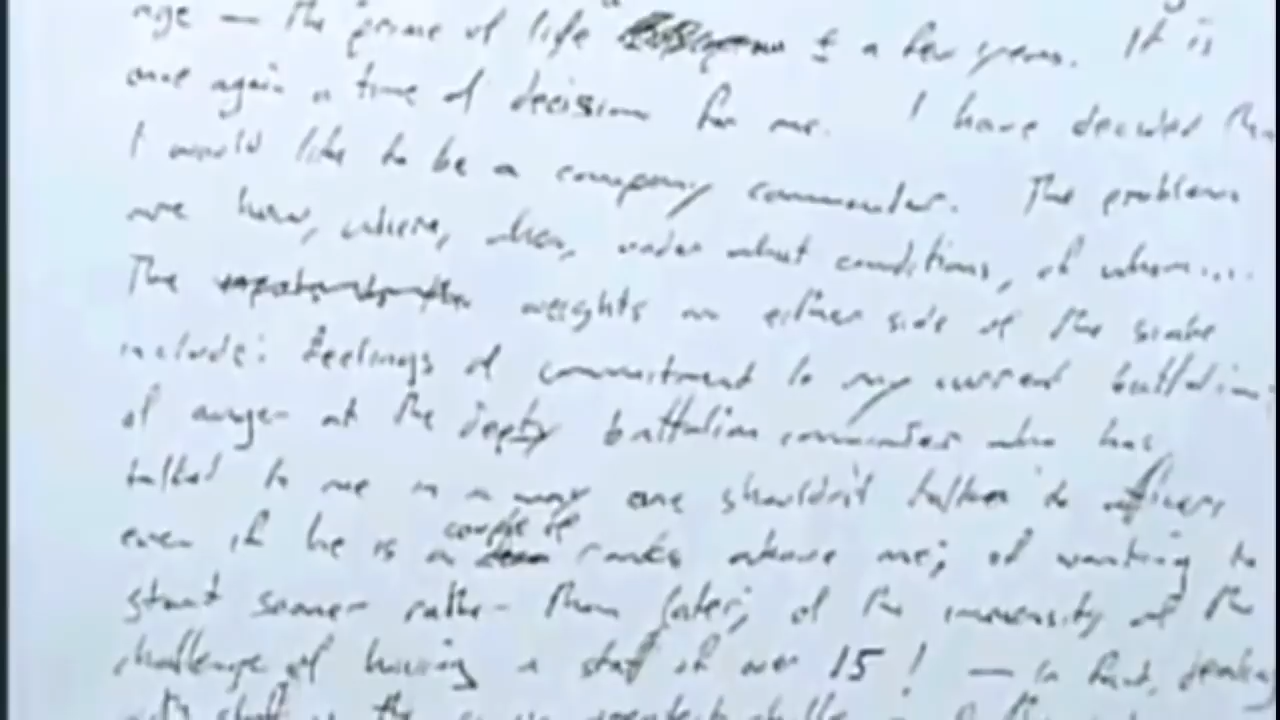 age — the prime of life ± a few years. It is
once again a time of decision for me. I have decided that
I would like to be a company commander. The problems
are how, where, when, under what conditions, of whom....
The weights on either side of the scale
include: feelings of commitment to my current battalion;
of anger at the deputy battalion commander who has
talked to me in a way one shouldn't talk to officers
even if he is a couple of ranks above me; of wanting to
start sooner rather than later; of the immensity of the
challenge of having a staff of over 15! — in fact, dealing
with staff is the